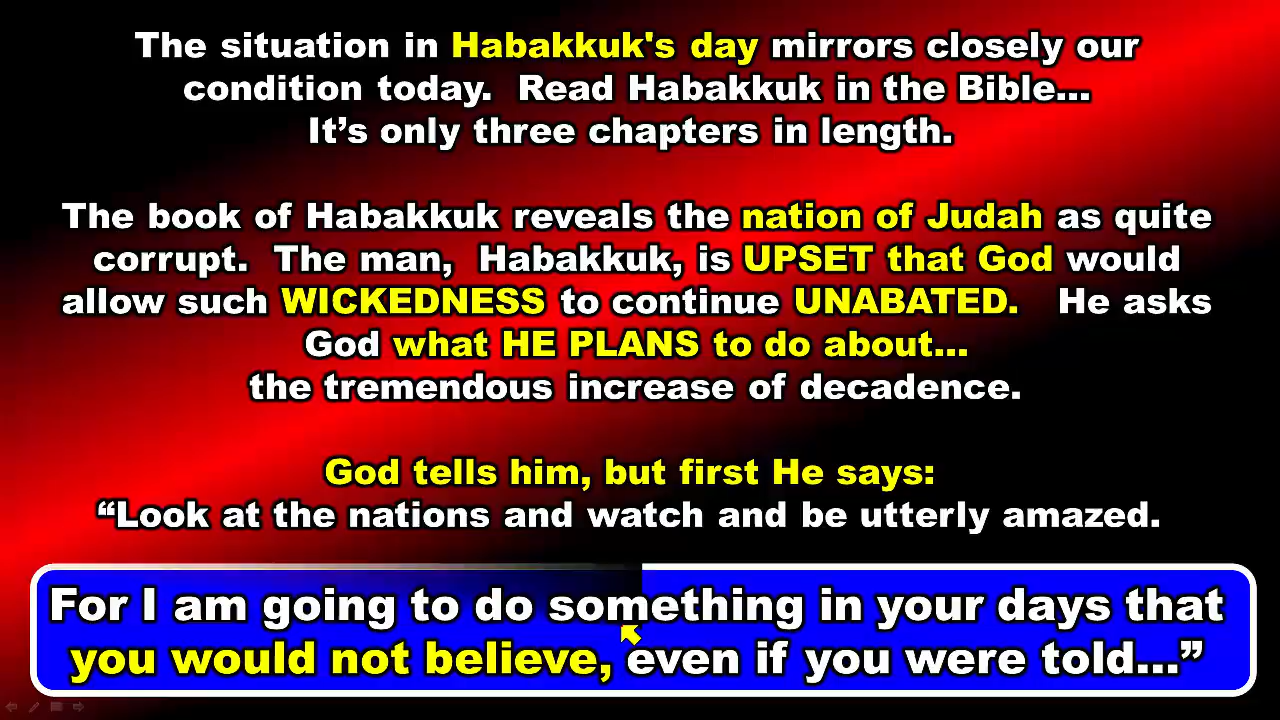 The situation in Habakkuk's day mirrors closely our
condition today.  Read Habakkuk in the Bible...
It’s only three chapters in length.
The book of Habakkuk reveals the nation of Judah as quite
corrupt.  The man,  Habakkuk, is UPSET that God would
allow such WICKEDNESS to continue UNABATED.   He asks
God what HE PLANS to do about...
the tremendous increase of decadence.
God tells him, but first He says:
“Look at the nations and watch and be utterly amazed.
For I am going to do something in your days that
you would not believe, even if you were told...”